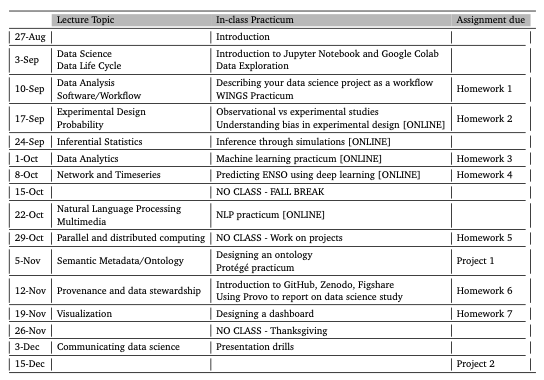 Lecture Topic In-class Practicum Assignment due
27-Aug Introduction
3-Sep Data Science Introduction to Jupyter Notebook and Google Colab
Data Life Cycle Data Exploration
10-Sep Data Analysis Describing your data science project as a workflow Homework 1
Software/Workflow WINGS Practicum
17-Sep Experimental Design Observational vs experimental studies Homework 2
Probability Understanding bias in experimental design [ONLINE]
24-Sep Inferential Statistics Inference through simulations [ONLINE]
1-Oct Data Analytics Machine learning practicum [ONLINE] Homework 3
8-Oct Network and Timeseries Predicting ENSO using deep learning [ONLINE] Homework 4
15-Oct NO CLASS - FALL BREAK
22-Oct Natural Language Processing NLP practicum [ONLINE]
Multimedia
29-Oct Parallel and distributed computing NO CLASS - Work on projects Homework 5
5-Nov Semantic Metadata/Ontology Designing an ontology Project 1
Protégé practicum
12-Nov Provenance and data stewardship Introduction to GitHub, Zenodo, Figshare Homework 6
Using Provo to report on data science study
19-Nov Visualization Designing a dashboard Homework 7
26-Nov NO CLASS - Thanksgiving
3-Dec Communicating data science Presentation drills
15-Dec Project 2